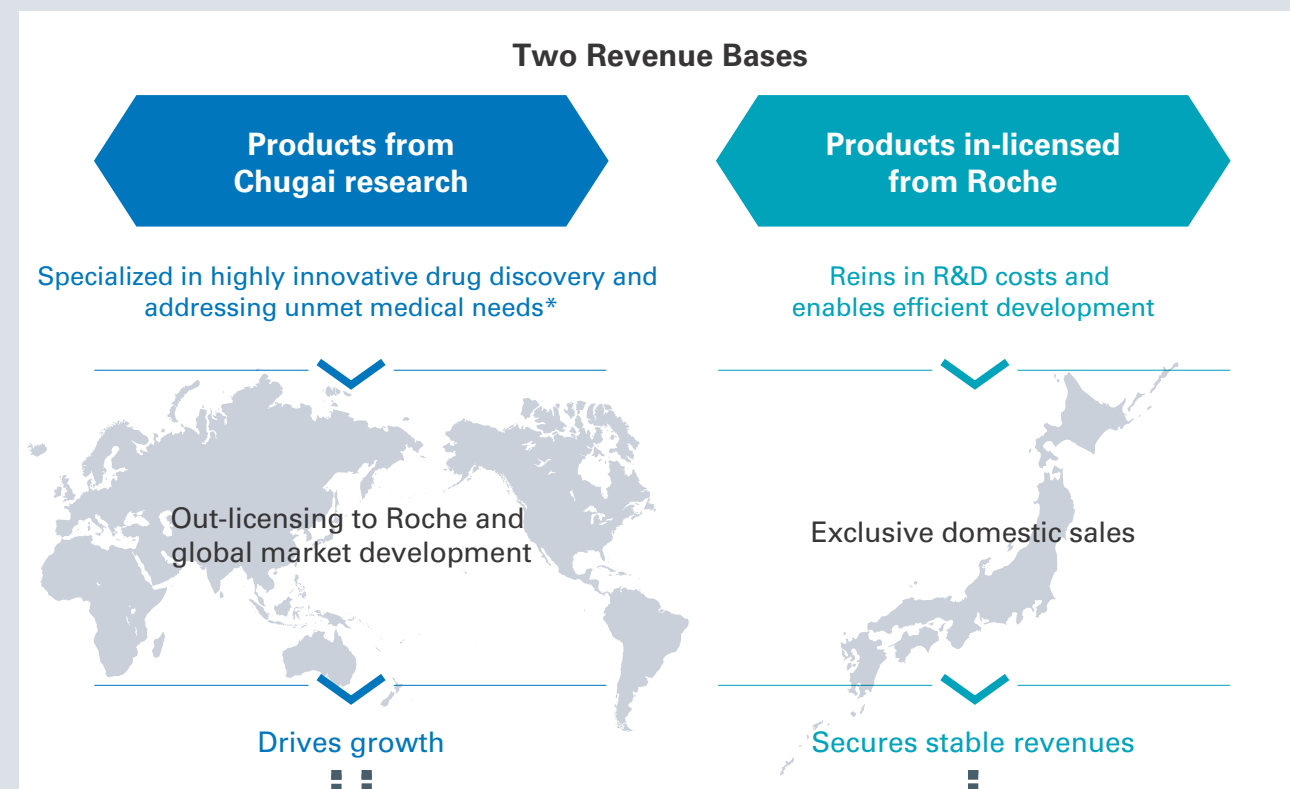 Two Revenue Bases
Products from
Chugai research
Specialized in highly innovative drug discovery and
addressing unmet medical needs*
Out-licensing to Roche and
global market development
Drives growth
Products in-licensed
from Roche
Reins in R&D costs and
enables efficient development
Exclusive domestic sales
Secures stable revenues